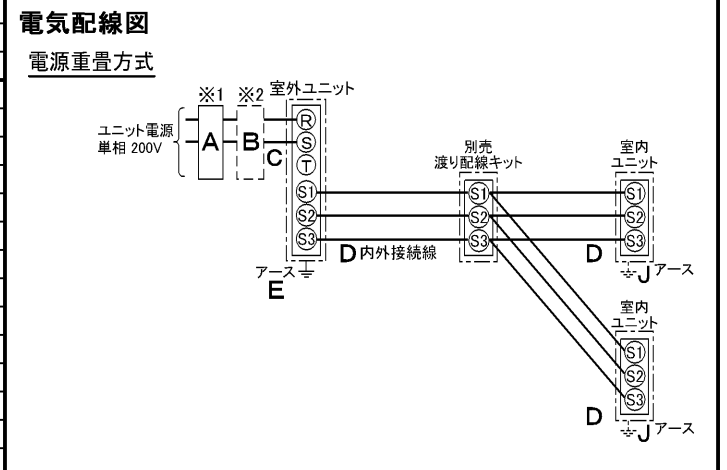 電気配線図
電源重畳方式
※1 ※2 室外ユニット
ユニット電源
単相 200V
A
B
C
R
S
T
S1
S2
S3
アース
E
D 内外接続線
別売
渡り配線キット
S1
S2
S3
室内
ユニット
S1
S2
S3
D
J アース
室内
ユニット
S1
S2
S3
D
J アース